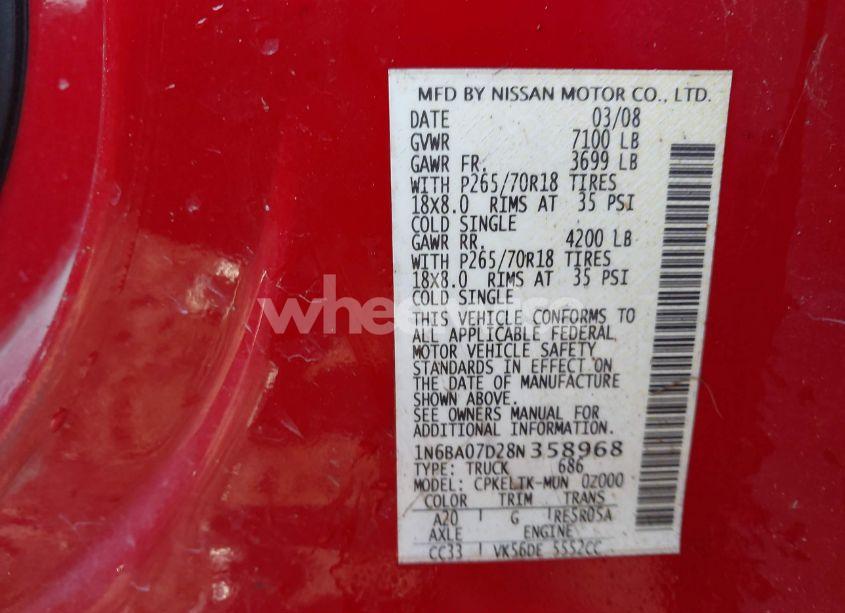 MFD BY NISSAN MOTOR CO., LTD.
DATE 03/08
GVWR 7100 LB
GAWR FR. 3699 LB
WITH P265/70R18 TIRES
18X8.0 RIMS AT 35 PSI
COLD SINGLE
GAWR RR. 4200 LB
WITH P265/70R18 TIRES
18X8.0 RIMS AT 35 PSI
COLD SINGLE
THIS VEHICLE CONFORMS TO
ALL APPLICABLE FEDERAL
MOTOR VEHICLE SAFETY
STANDARDS IN EFFECT ON
THE DATE OF MANUFACTURE
SHOWN ABOVE.
SEE OWNERS MANUAL FOR
ADDITIONAL INFORMATION.
1N6BA07D28N358968
TYPE: TRUCK 686
MODEL: CPKELTK-MUN 02000
COLOR TRIM TRANS
A20 G RE5R05A
AXLE ENGINE
CC33 VK56DE 5552CC